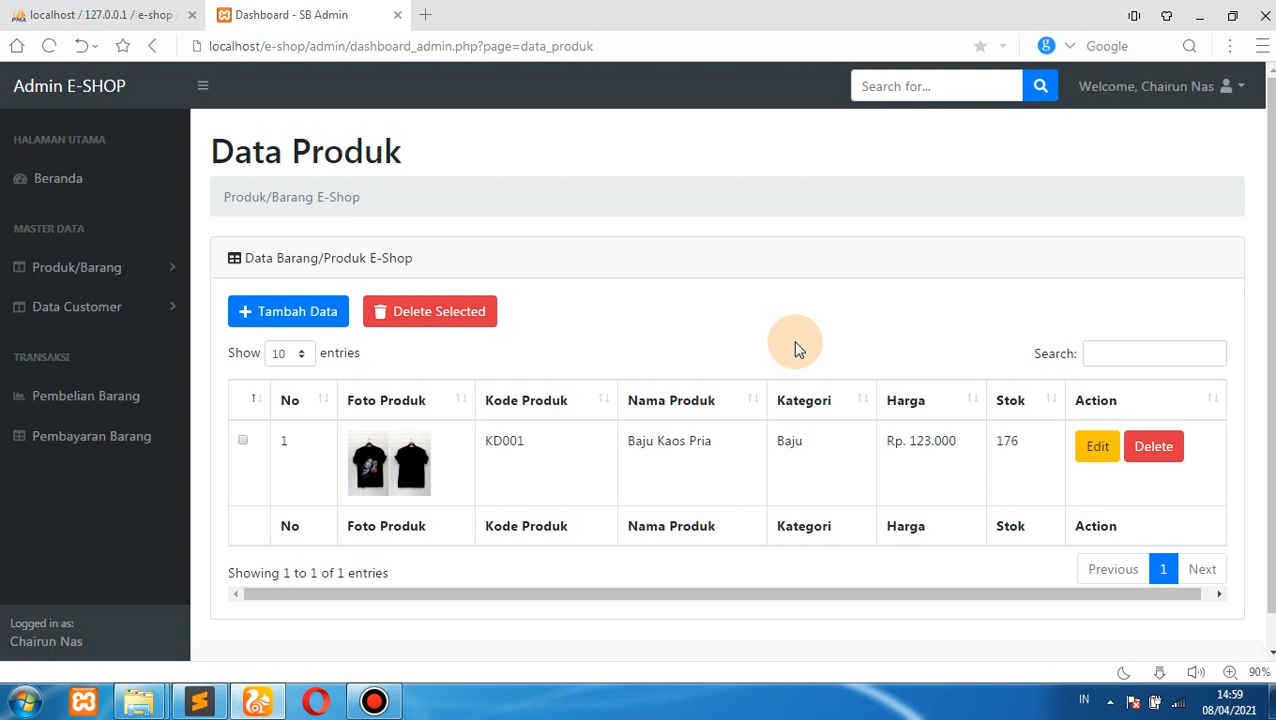 localhost / 127.0.0.1 / e-shop
Dashboard - SB Admin
localhost/e-shop/admin/dashboard_admin.php?page=data_produk
Google
Admin E-SHOP
Search for...
Welcome, Chairun Nas
HALAMAN UTAMA
Beranda
MASTER DATA
Produk/Barang
Data Customer
TRANSAKSI
Pembelian Barang
Pembayaran Barang
Logged in as:
Chairun Nas
Data Produk
Produk/Barang E-Shop
Data Barang/Produk E-Shop
Tambah Data Delete Selected
Show 10 entries Search:
No Foto Produk Kode Produk Nama Produk Kategori Harga Stok Action
1 KD001 Baju Kaos Pria Baju Rp. 123.000 176 Edit Delete
No Foto Produk Kode Produk Nama Produk Kategori Harga Stok Action
Showing 1 to 1 of 1 entries
Previous 1 Next
90%
IN
14:59
08/04/2021